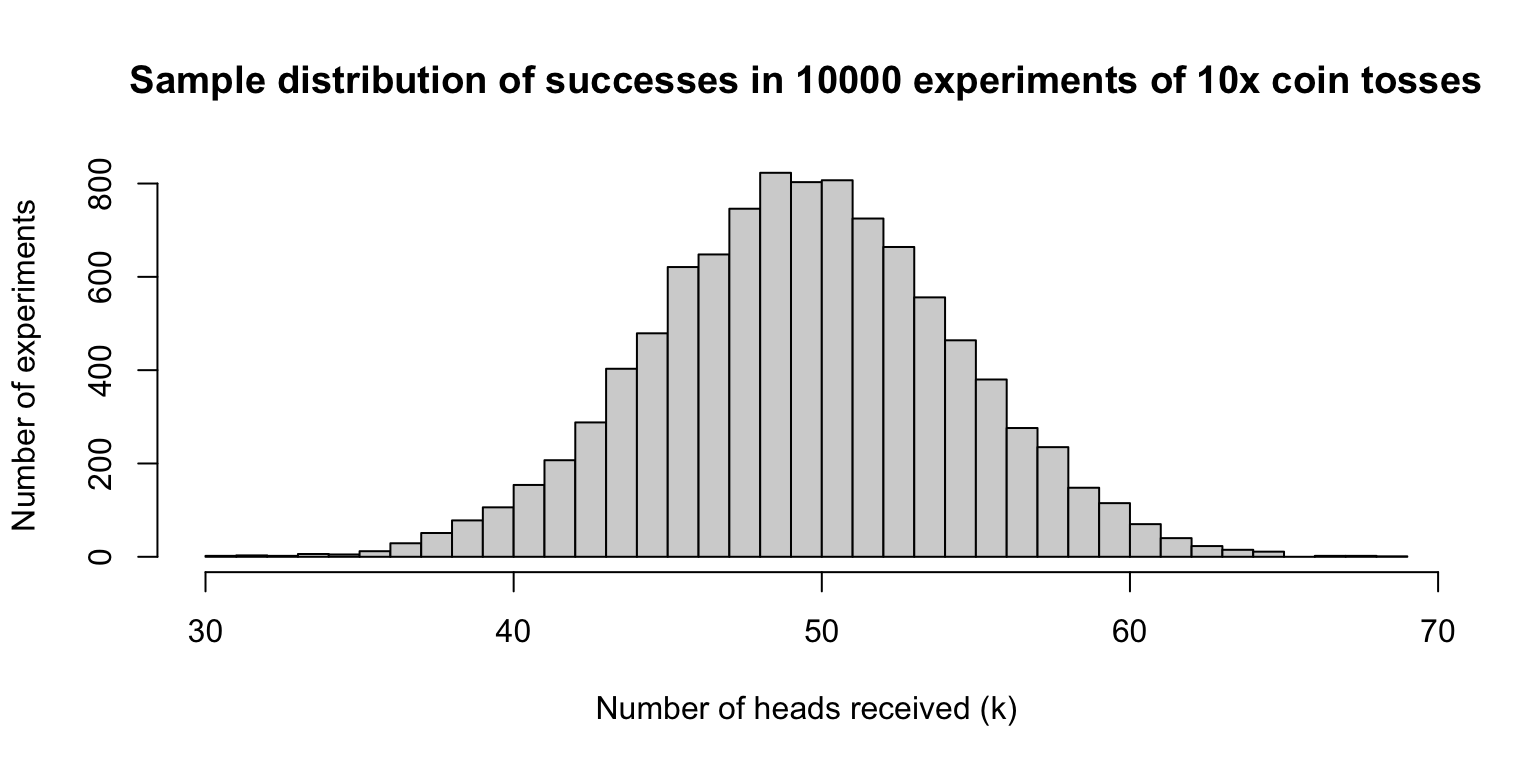 Sample distribution of successes in 10000 experiments of 10x coin tosses
Number of experiments
800
600
400
200
0
30 40 50 60 70
Number of heads received (k)